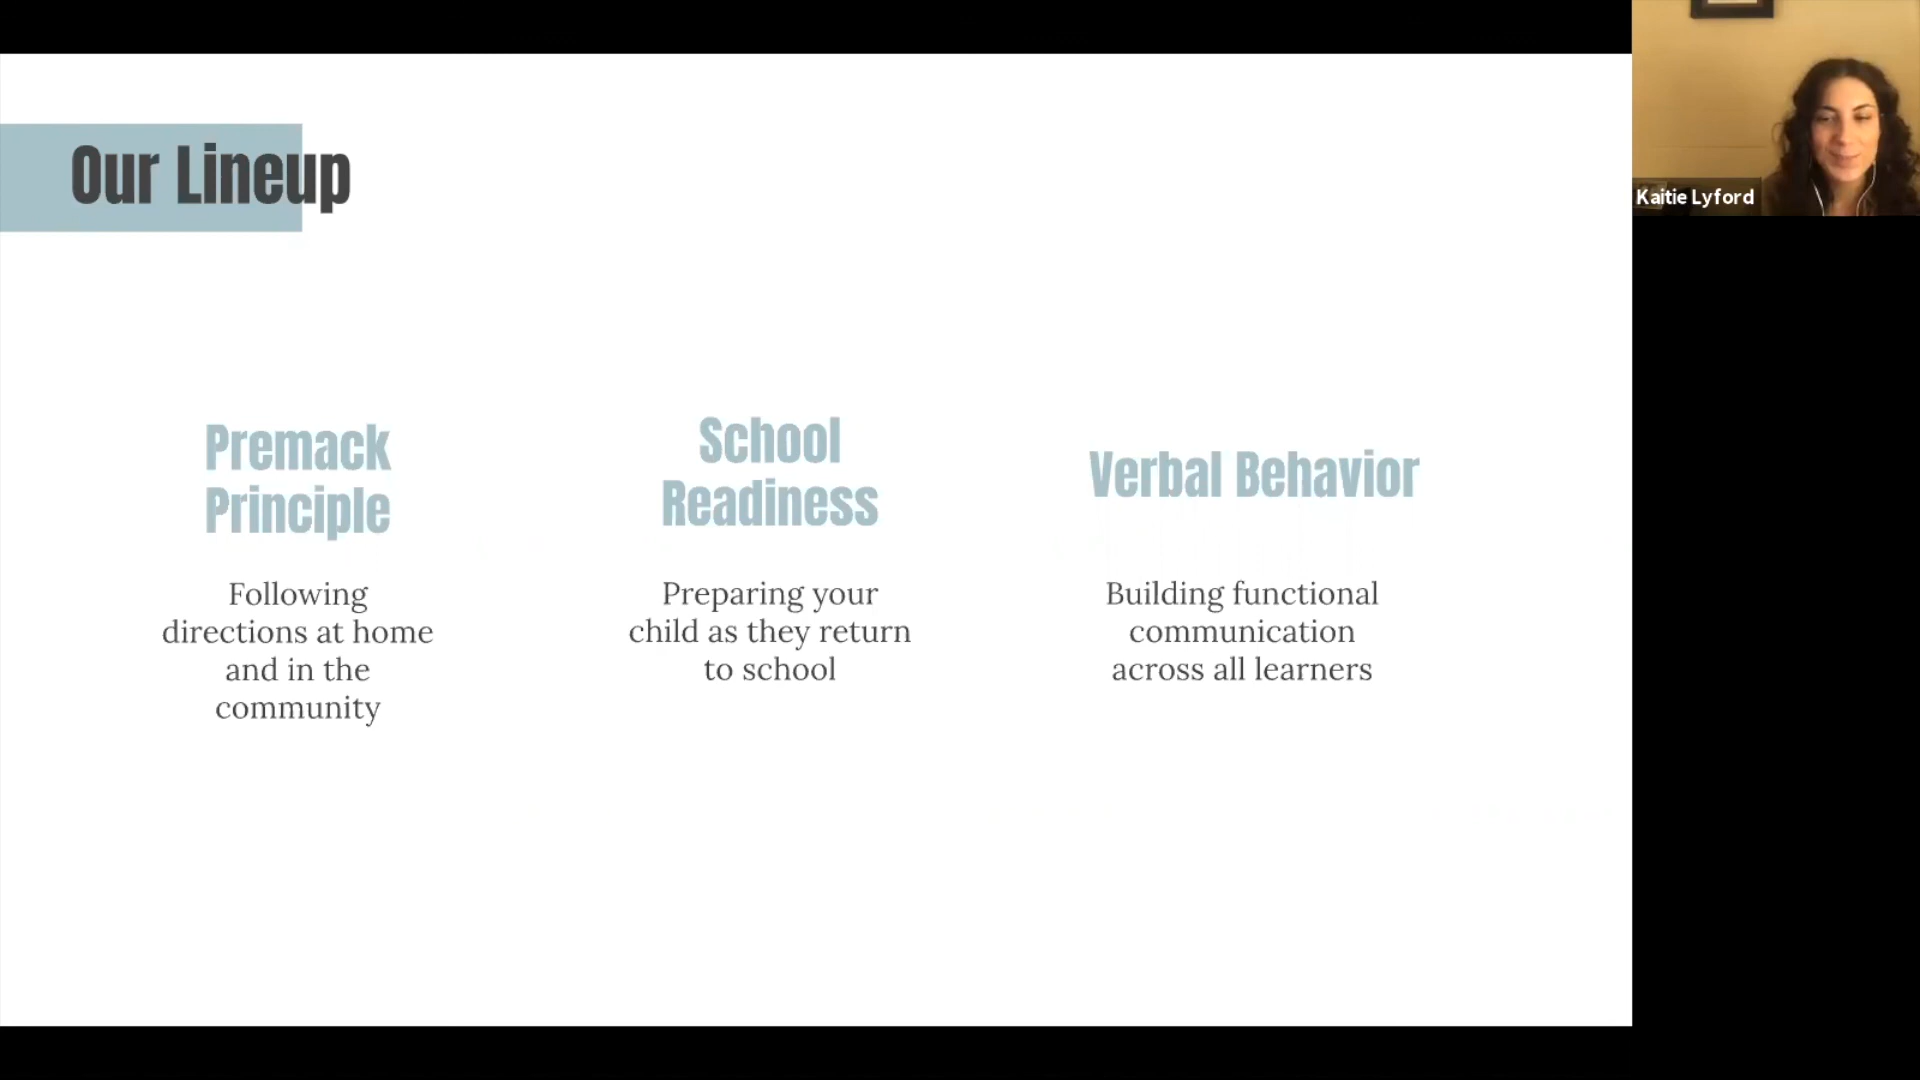 Our Lineup
Premack
Principle
Following
directions at home
and in the
community
School
Readiness
Preparing your
child as they return
to school
Verbal Behavior
Building functional
communication
across all learners
Kaitie Lyford